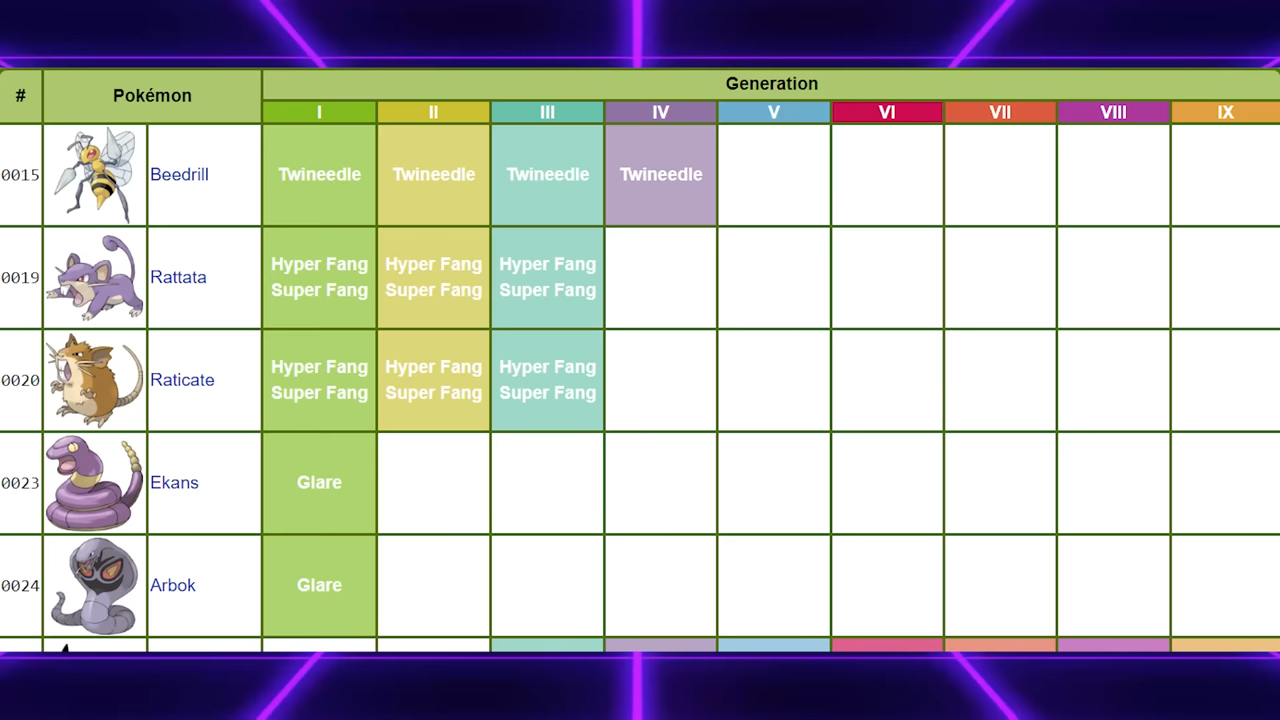 # Pokémon Generation
I II III IV V VI VII VIII IX
0015 Beedrill Twineedle Twineedle Twineedle Twineedle
0019 Rattata Hyper Fang Hyper Fang Hyper Fang
Super Fang Super Fang Super Fang
0020 Raticate Hyper Fang Hyper Fang Hyper Fang
Super Fang Super Fang Super Fang
0023 Ekans Glare
0024 Arbok Glare